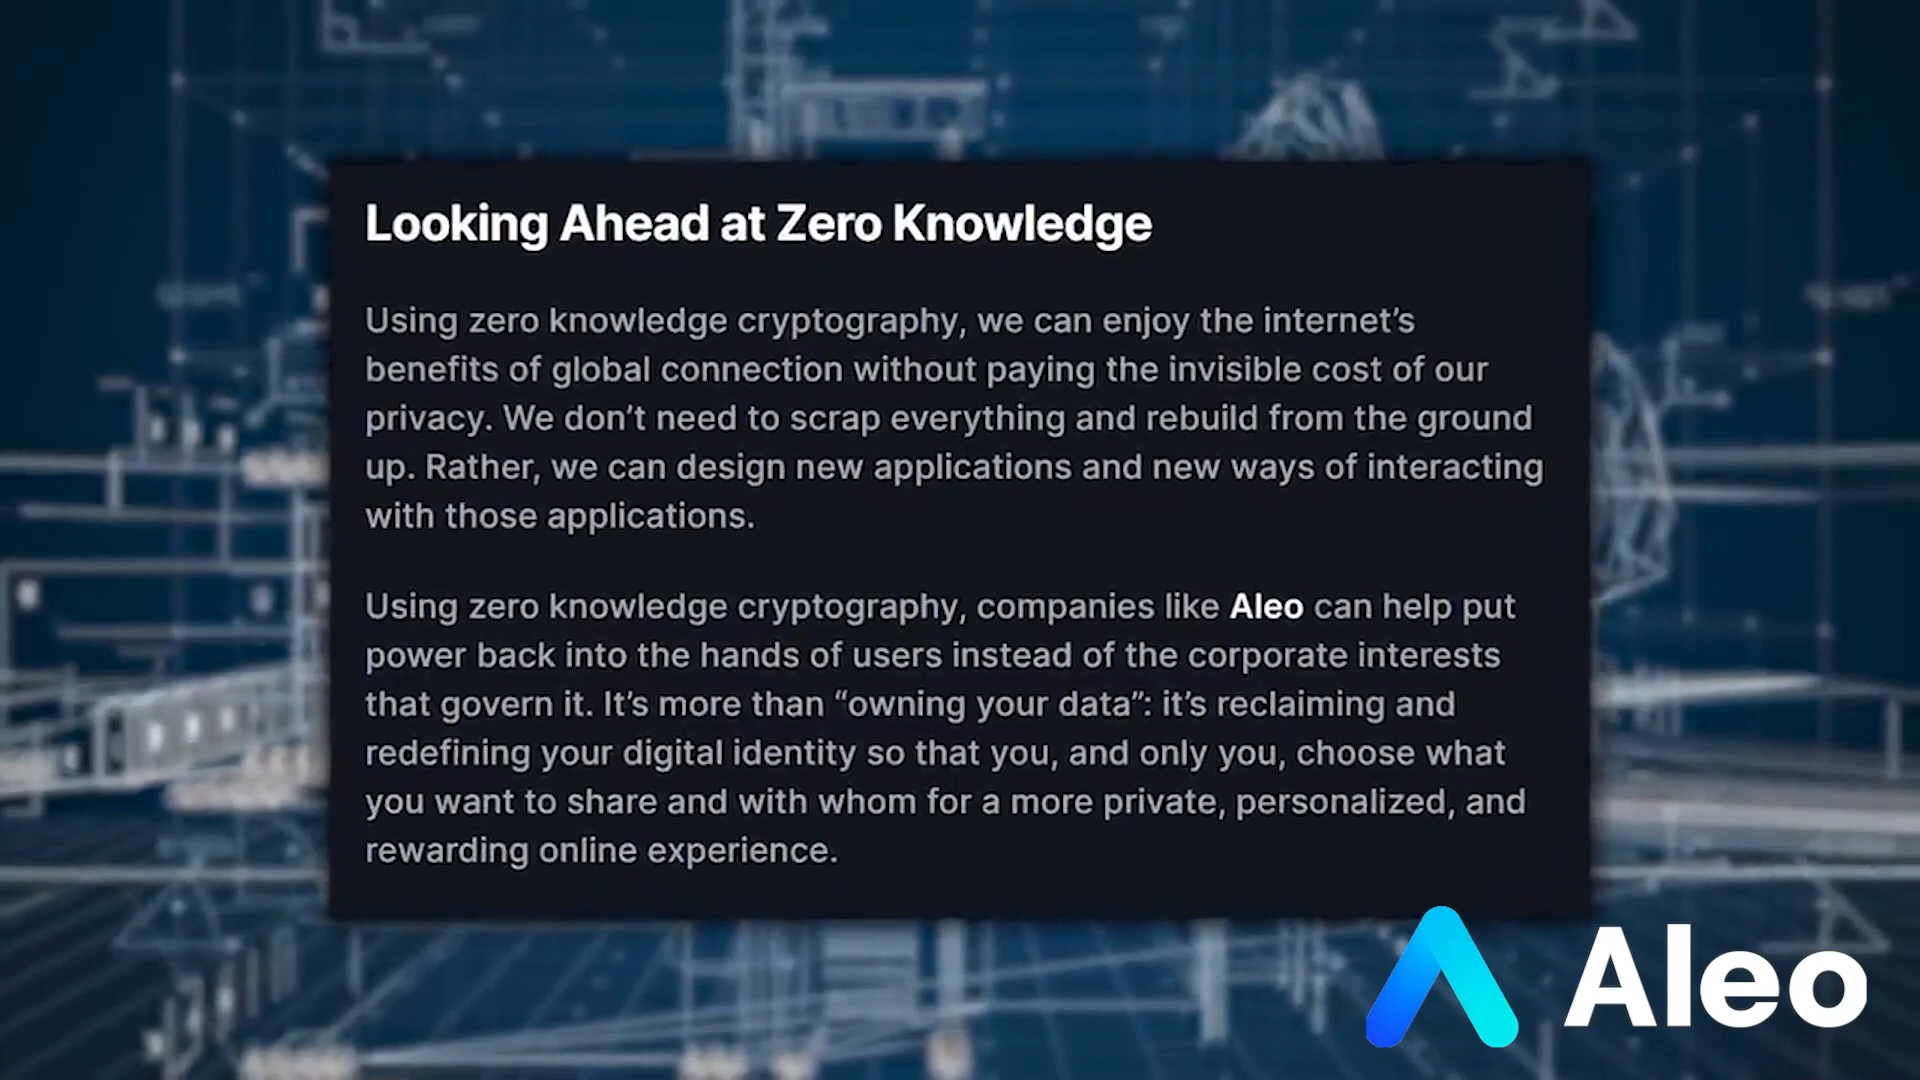 Looking Ahead at Zero Knowledge
Using zero knowledge cryptography, we can enjoy the internet’s
benefits of global connection without paying the invisible cost of our
privacy. We don’t need to scrap everything and rebuild from the ground
up. Rather, we can design new applications and new ways of interacting
with those applications.
Using zero knowledge cryptography, companies like Aleo can help put
power back into the hands of users instead of the corporate interests
that govern it. It’s more than “owning your data”: it’s reclaiming and
redefining your digital identity so that you, and only you, choose what
you want to share and with whom for a more private, personalized, and
rewarding online experience.
Aleo